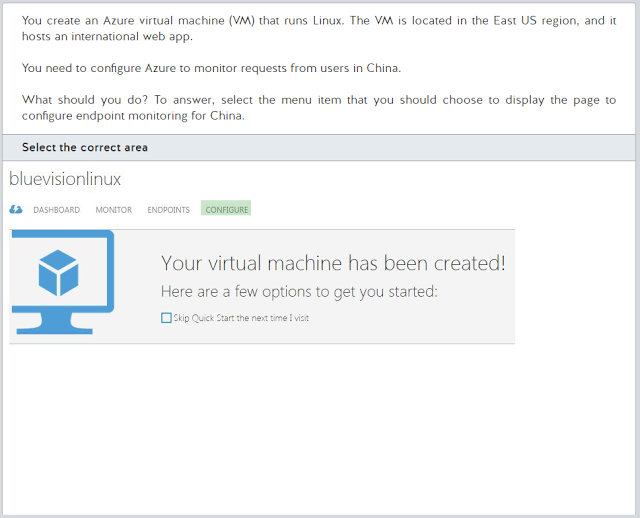 You create an Azure virtual machine (VM) that runs Linux. The VM is located in the East US region, and it
hosts an international web app.
You need to configure Azure to monitor requests from users in China.
What should you do? To answer, select the menu item that you should choose to display the page to
configure endpoint monitoring for China.
Select the correct area
bluevisionlinux
DASHBOARD MONITOR ENDPOINTS CONFIGURE
Your virtual machine has been created!
Here are a few options to get you started:
Skip Quick Start the next time I visit